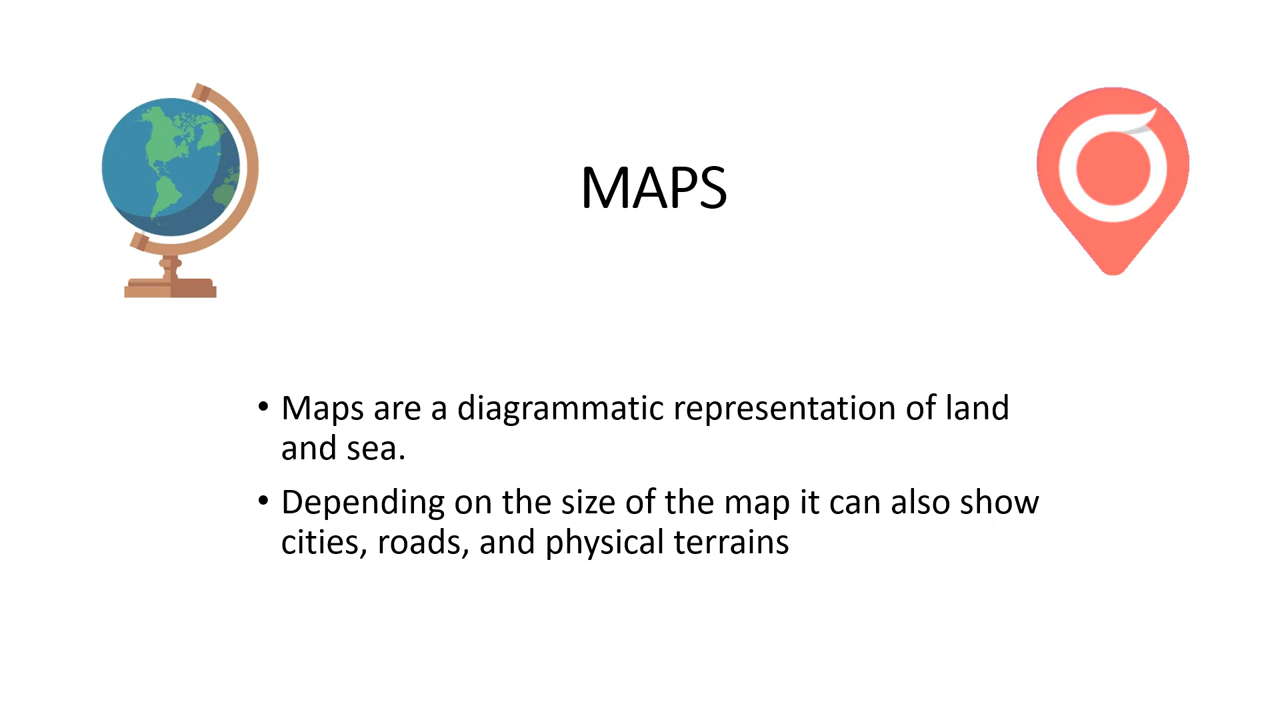 MAPS
• Maps are a diagrammatic representation of land
and sea.
• Depending on the size of the map it can also show
cities, roads, and physical terrains